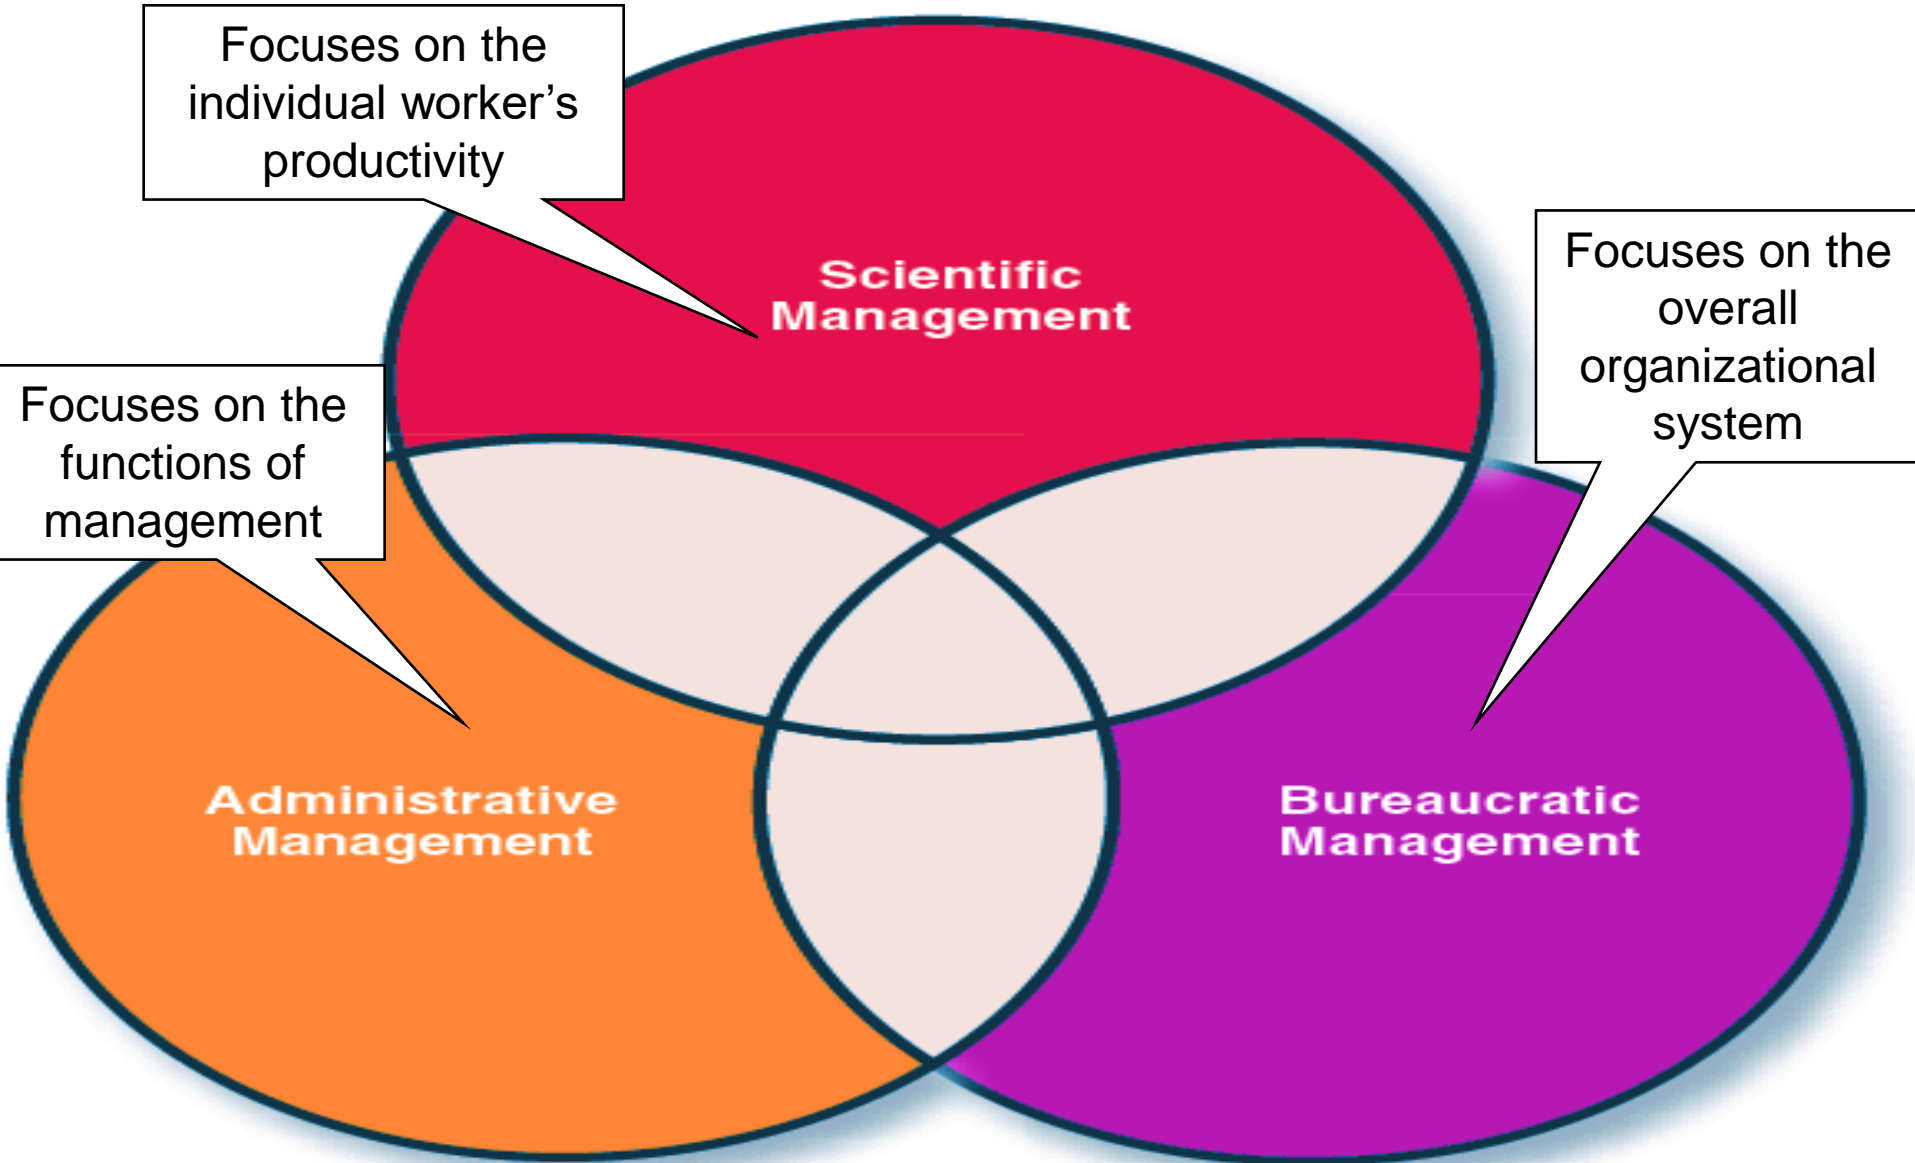 Focuses on the
individual worker’s
productivity
Scientific
Management
Focuses on the
overall
organizational
system
Focuses on the
functions of
management
Administrative
Management
Bureaucratic
Management